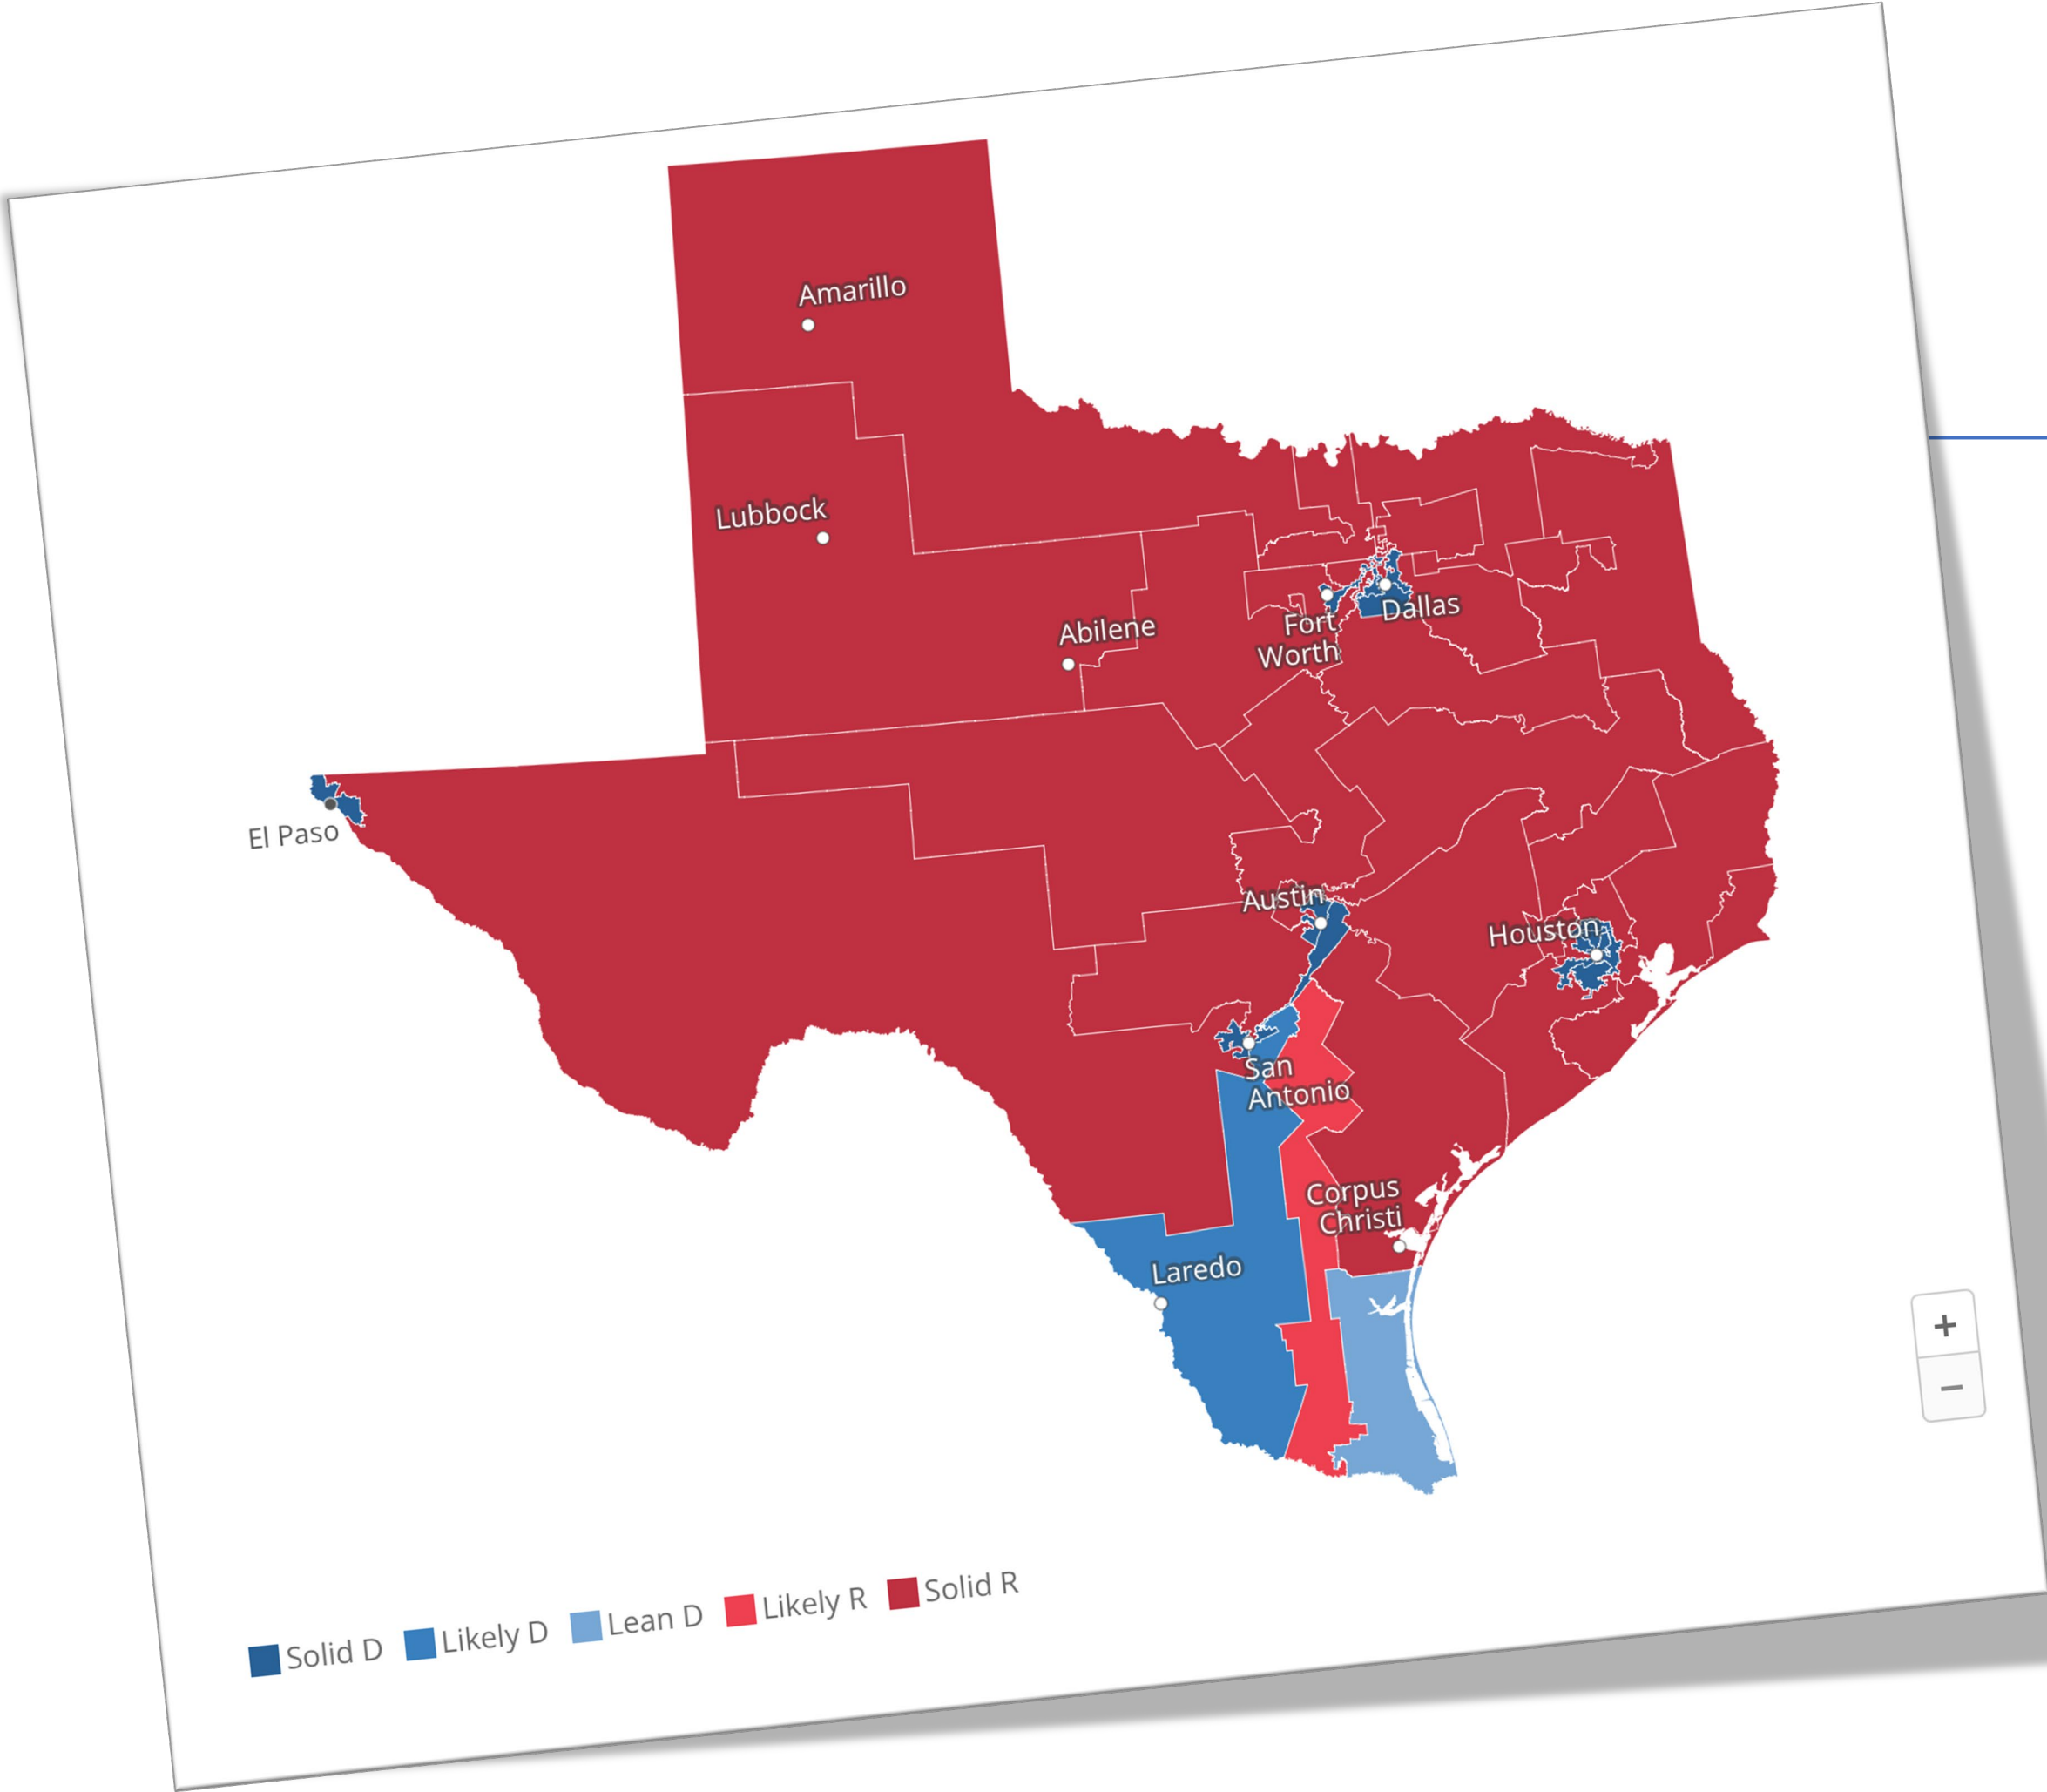 Amarillo
Lubbock
Abilene
Fort
Worth
Dallas
El Paso
Austin
Houston
San
Antonio
Corpus
Christi
Laredo
+
−
Solid D
Likely D
Lean D
Likely R
Solid R